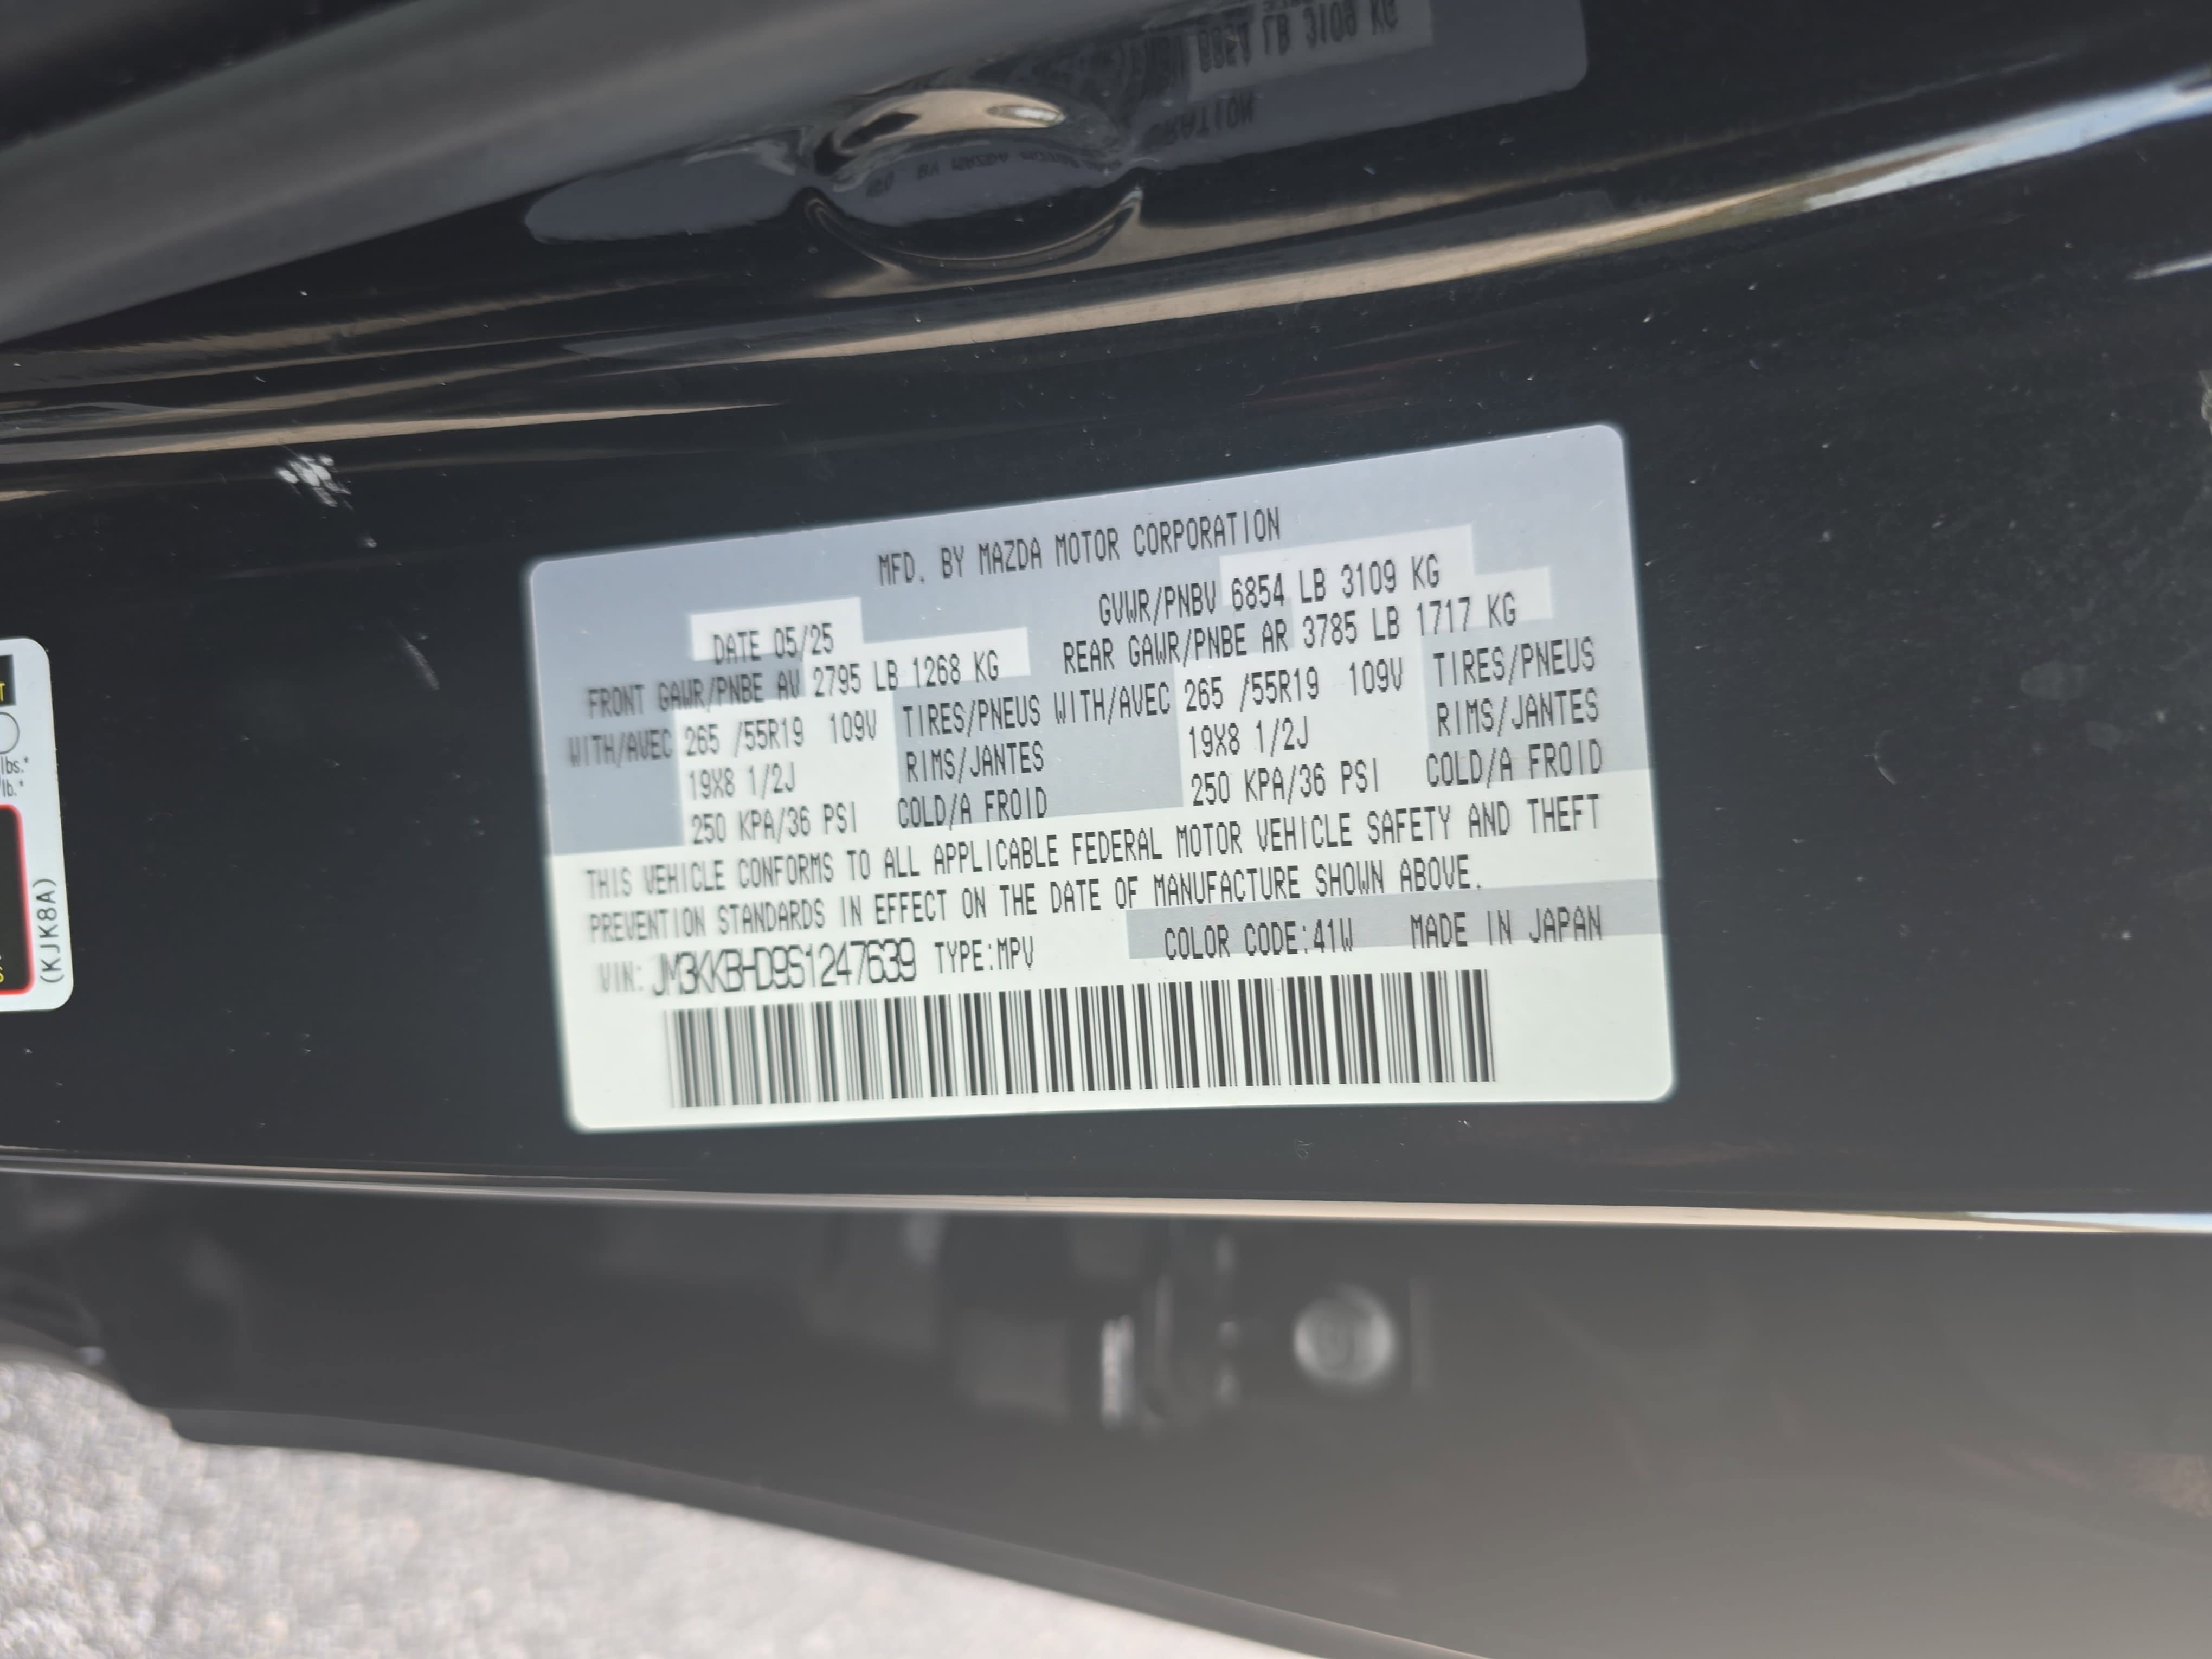 MFD. BY MAZDA MOTOR CORPORATION
DATE 05/25 GVWR/PNBV 6854 LB 3109 KG
FRONT GAWR/PNBE AV 2795 LB 1268 KG REAR GAWR/PNBE AR 3785 LB 1717 KG
WITH/AVEC 265 /55R19 109V TIRES/PNEUS WITH/AVEC 265 /55R19 109V TIRES/PNEUS
19X8 1/2J RIMS/JANTES 19X8 1/2J RIMS/JANTES
250 KPA/36 PSI COLD/A FROID 250 KPA/36 PSI COLD/A FROID
THIS VEHICLE CONFORMS TO ALL APPLICABLE FEDERAL MOTOR VEHICLE SAFETY AND THEFT
PREVENTION STANDARDS IN EFFECT ON THE DATE OF MANUFACTURE SHOWN ABOVE.
VIN: JM3KKBHD9S1247639 TYPE:MPV COLOR CODE:41W MADE IN JAPAN
lbs.*
lb.*
(KJK8A)